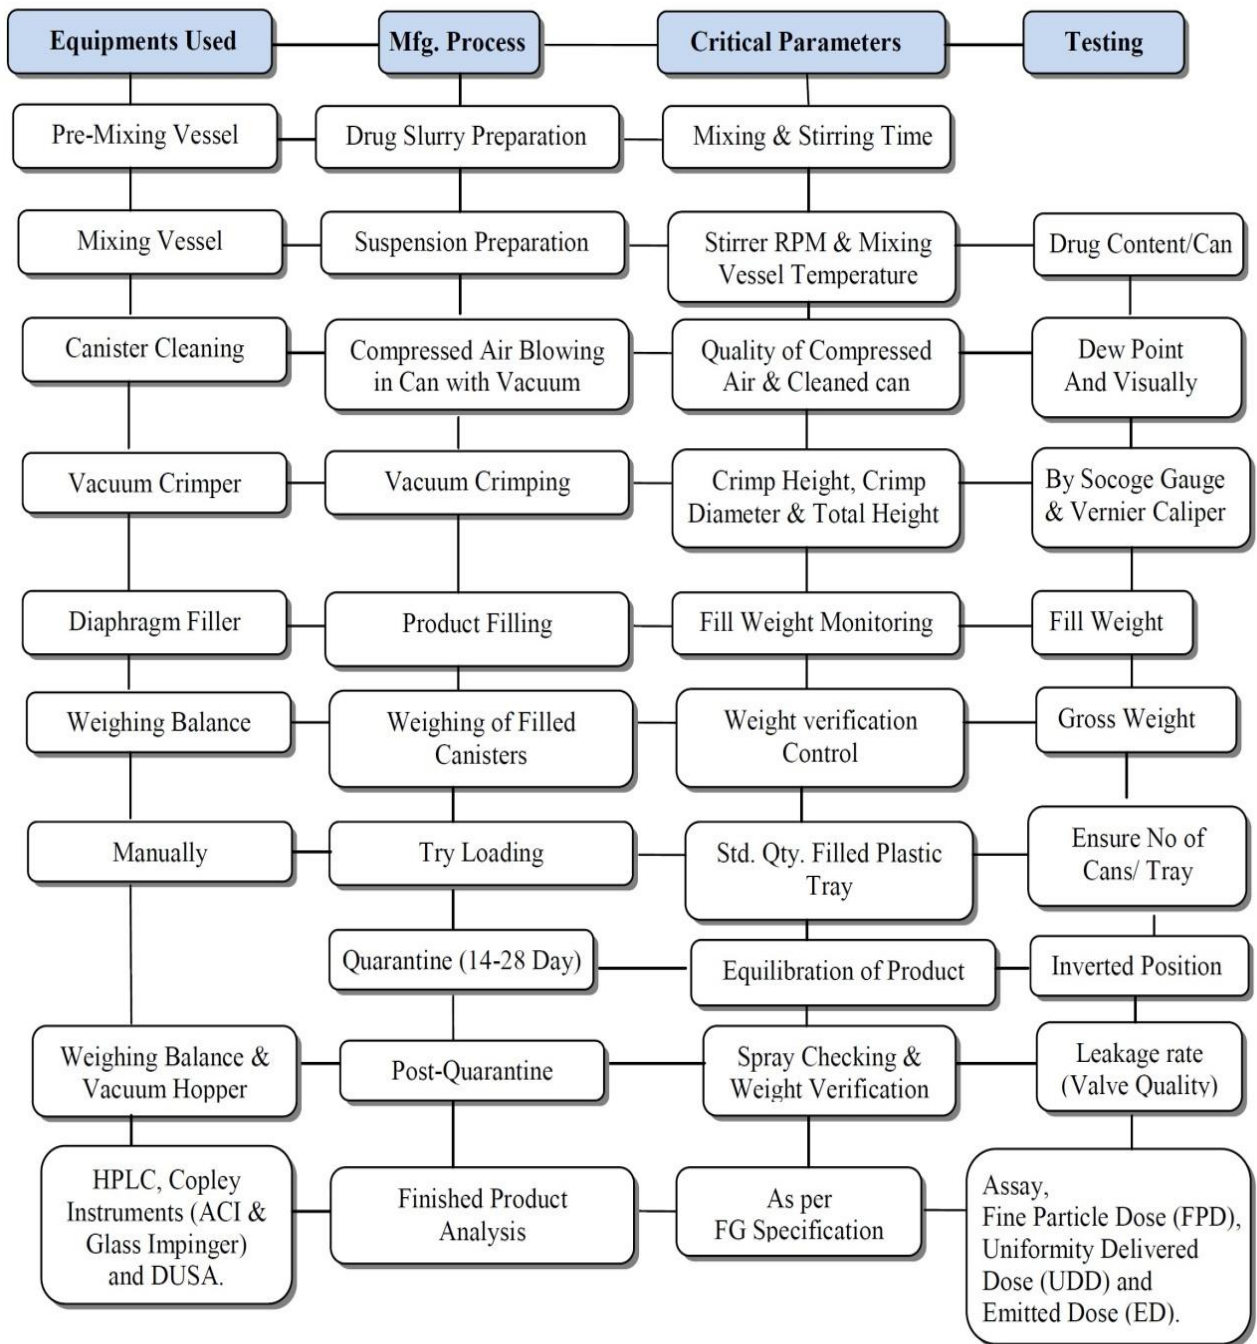 Equipments Used
Mfg. Process
Critical Parameters
Testing
Pre-Mixing Vessel
Drug Slurry Preparation
Mixing & Stirring Time
Mixing Vessel
Suspension Preparation
Stirrer RPM & Mixing
Vessel Temperature
Drug Content/Can
Canister Cleaning
Compressed Air Blowing
in Can with Vacuum
Quality of Compressed
Air & Cleaned can
Dew Point
And Visually
Vacuum Crimper
Vacuum Crimping
Crimp Height, Crimp
Diameter & Total Height
By Socoge Gauge
& Vernier Caliper
Diaphragm Filler
Product Filling
Fill Weight Monitoring
Fill Weight
Weighing Balance
Weighing of Filled
Canisters
Weight verification
Control
Gross Weight
Manually
Try Loading
Std. Qty. Filled Plastic
Tray
Ensure No of
Cans/ Tray
Quarantine (14-28 Day)
Equilibration of Product
Inverted Position
Weighing Balance &
Vacuum Hopper
Post-Quarantine
Spray Checking &
Weight Verification
Leakage rate
(Valve Quality)
HPLC, Copley
Instruments (ACI &
Glass Impinger)
and DUSA.
Finished Product
Analysis
As per
FG Specification
Assay,
Fine Particle Dose (FPD),
Uniformity Delivered
Dose (UDD) and
Emitted Dose (ED).